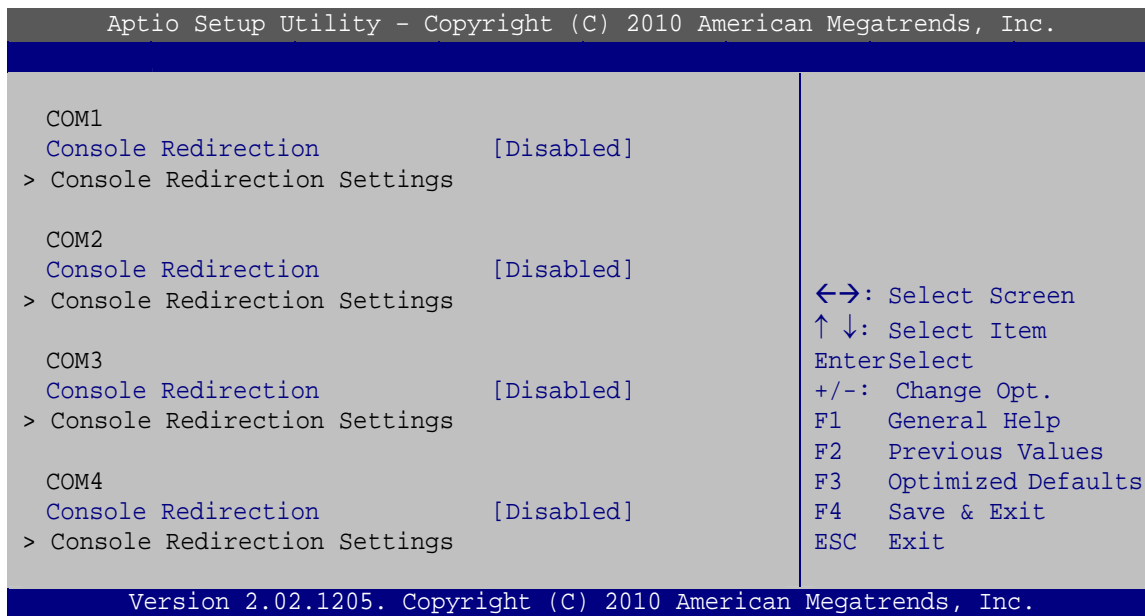 Aptio Setup Utility – Copyright (C) 2010 American Megatrends, Inc.
COM1
Console Redirection [Disabled]
> Console Redirection Settings
COM2
Console Redirection [Disabled]
> Console Redirection Settings
COM3
Console Redirection [Disabled]
> Console Redirection Settings
COM4
Console Redirection [Disabled]
> Console Redirection Settings
←→: Select Screen
↑ ↓: Select Item
EnterSelect
+/-: Change Opt.
F1 General Help
F2 Previous Values
F3 Optimized Defaults
F4 Save & Exit
ESC Exit
Version 2.02.1205. Copyright (C) 2010 American Megatrends, Inc.